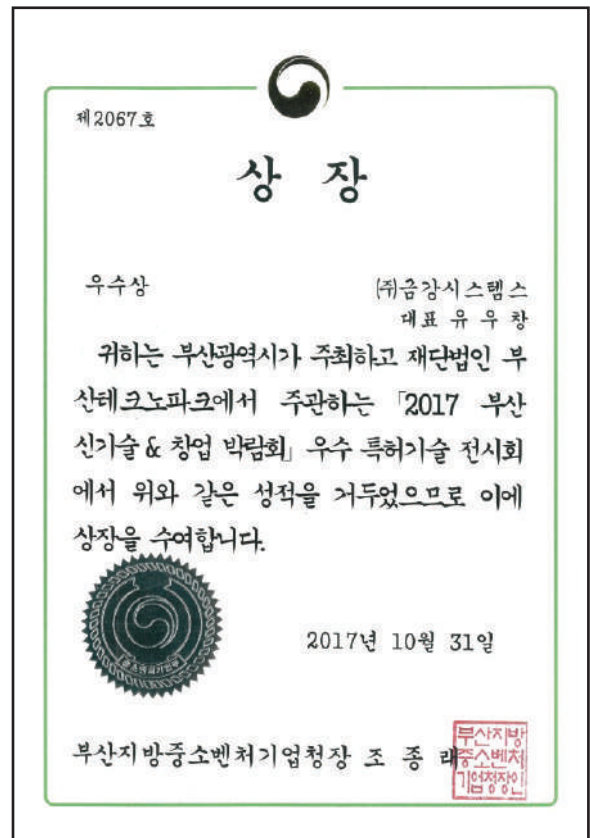 제2067호
상 장
우수상
(주)금강시스템스
대표 유우창
귀하는 부산광역시가 주최하고 재단법인 부
산테크노파크에서 주관하는 「2017 부산
신기술 & 창업 박람회」 우수 특허기술 전시회
에서 위와 같은 성적을 거두었으므로 이에
상장을 수여합니다.
중소벤처기업부
2017년 10월 31일
부산지방중소벤처기업청장 조 종 래
부산지방
중소벤처
기업청장인